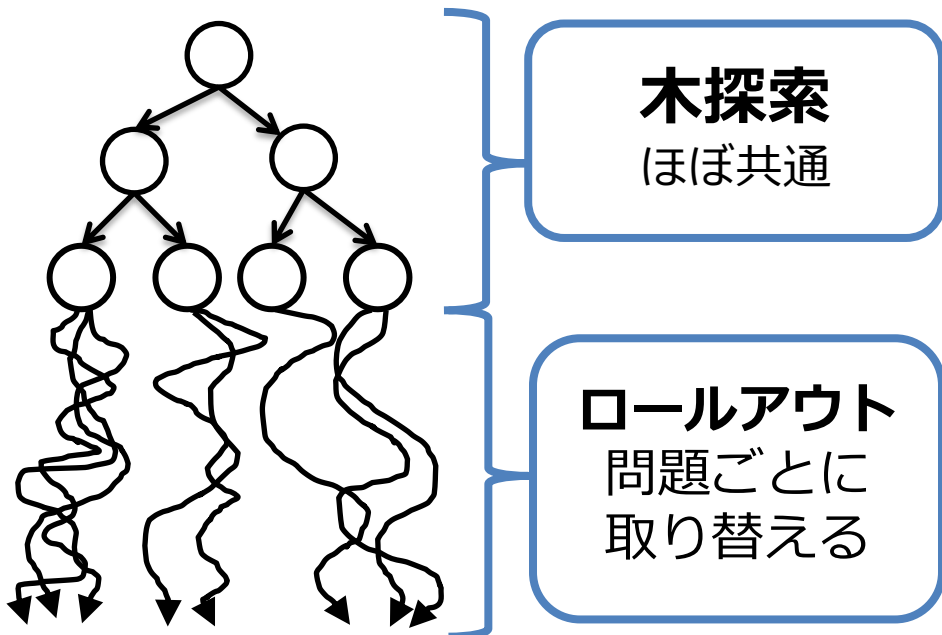 木探索
ほぼ共通
ロールアウト
問題ごとに
取り替える